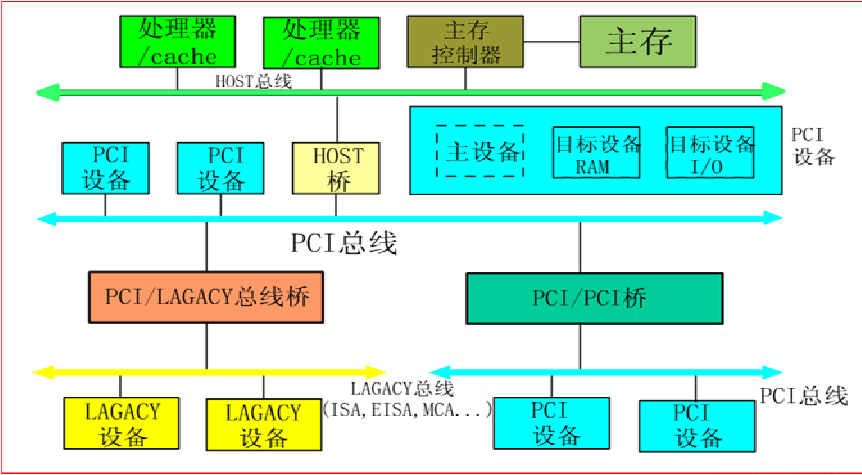 处理器
/cache
处理器
/cache
主存
控制器
主存
HOST总线
PCI
设备
PCI
设备
HOST
桥
主设备
目标设备
RAM
目标设备
I/O
PCI
设备
PCI总线
PCI/LAGACY总线桥
PCI/PCI桥
LAGACY总线
(ISA,EISA,MCA...)
PCI总线
LAGACY
设备
LAGACY
设备
PCI
设备
PCI
设备